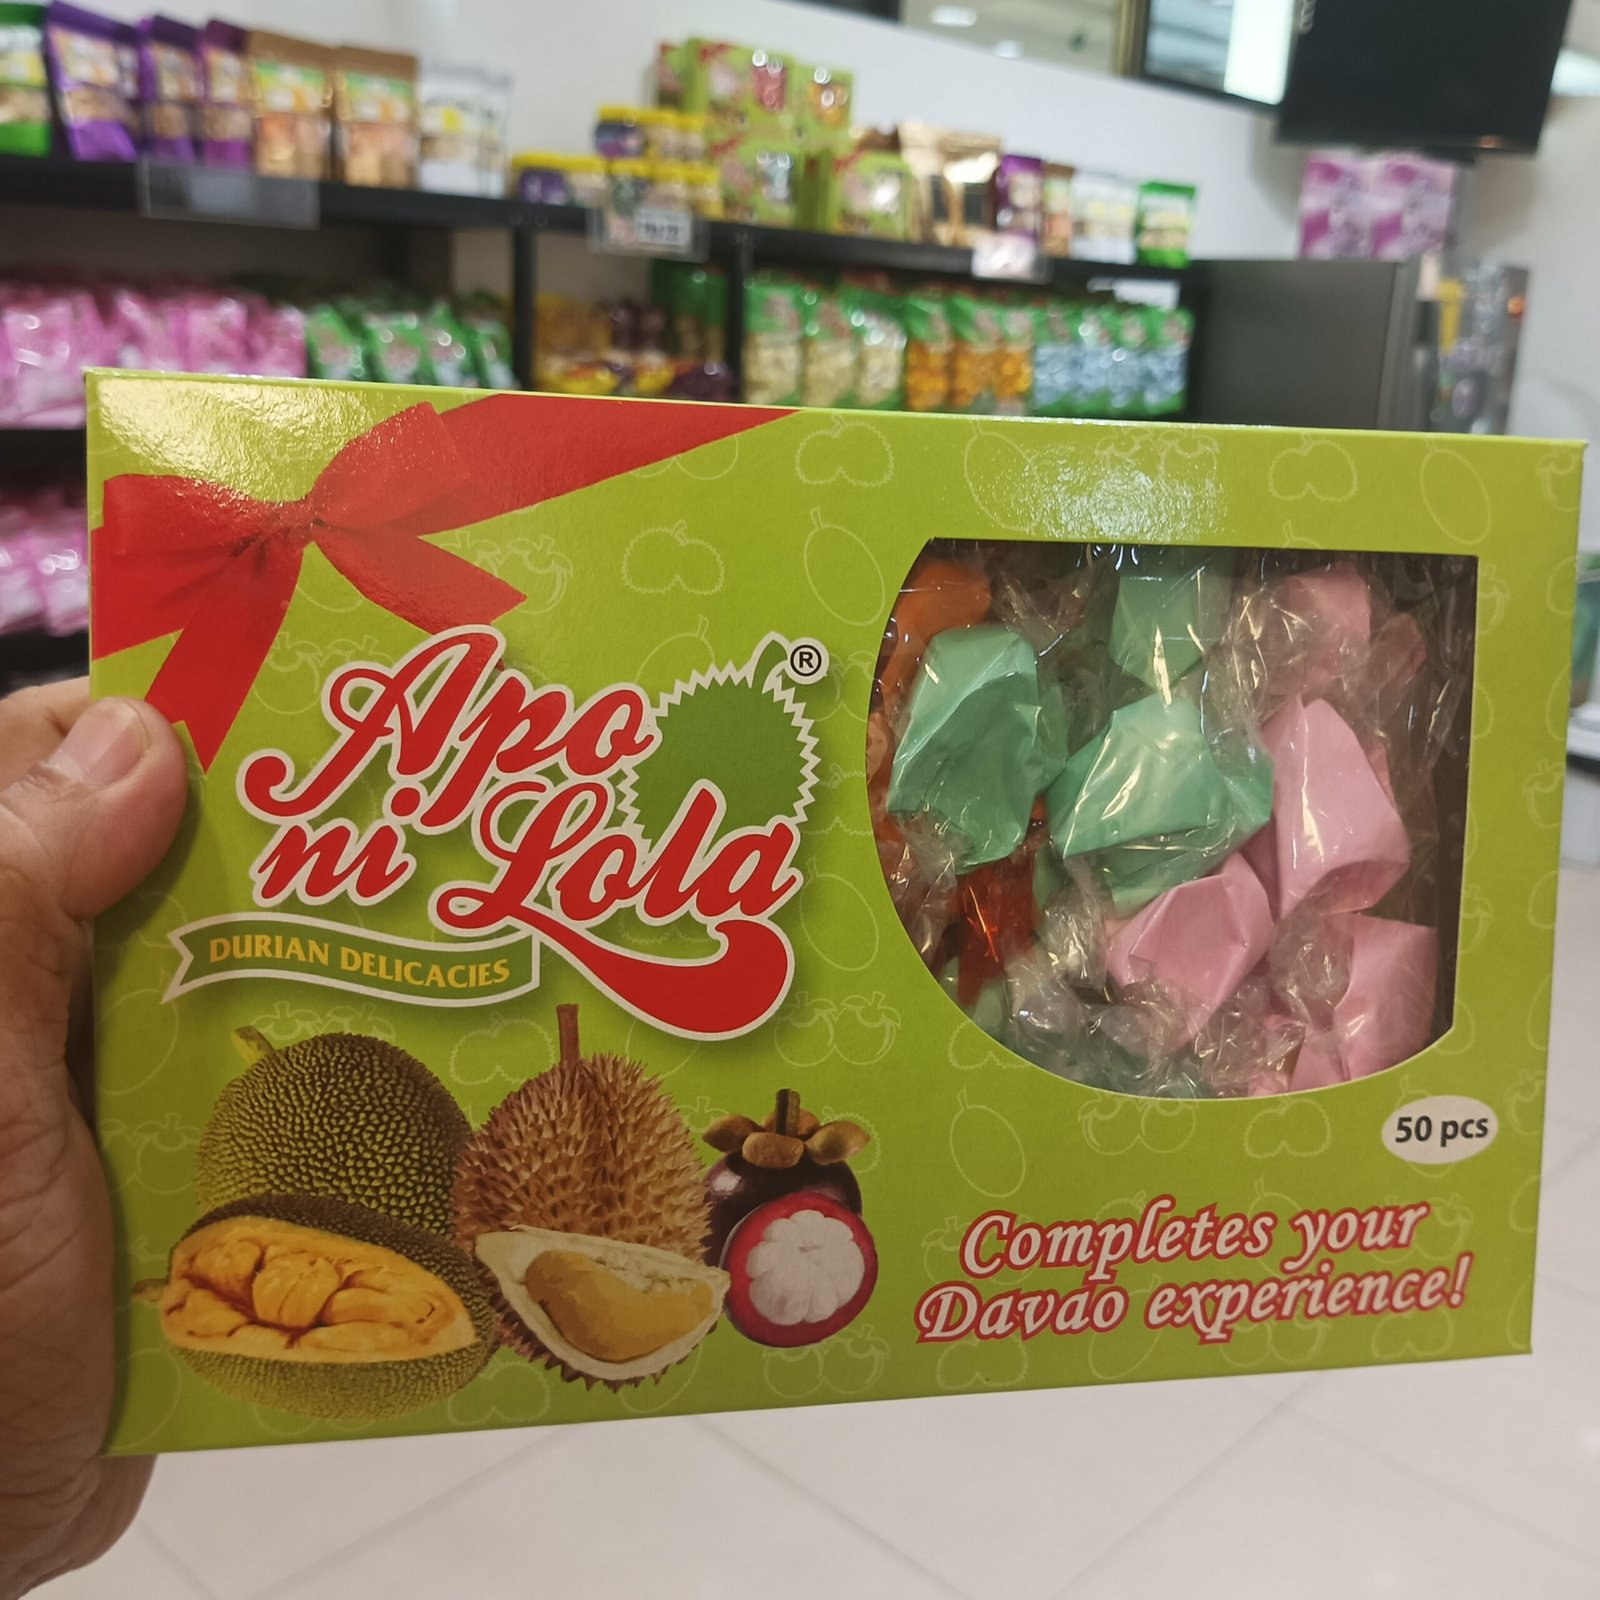 Apo
ni Lola
®
DURIAN DELICACIES
50 pcs
Completes your
Davao experience!